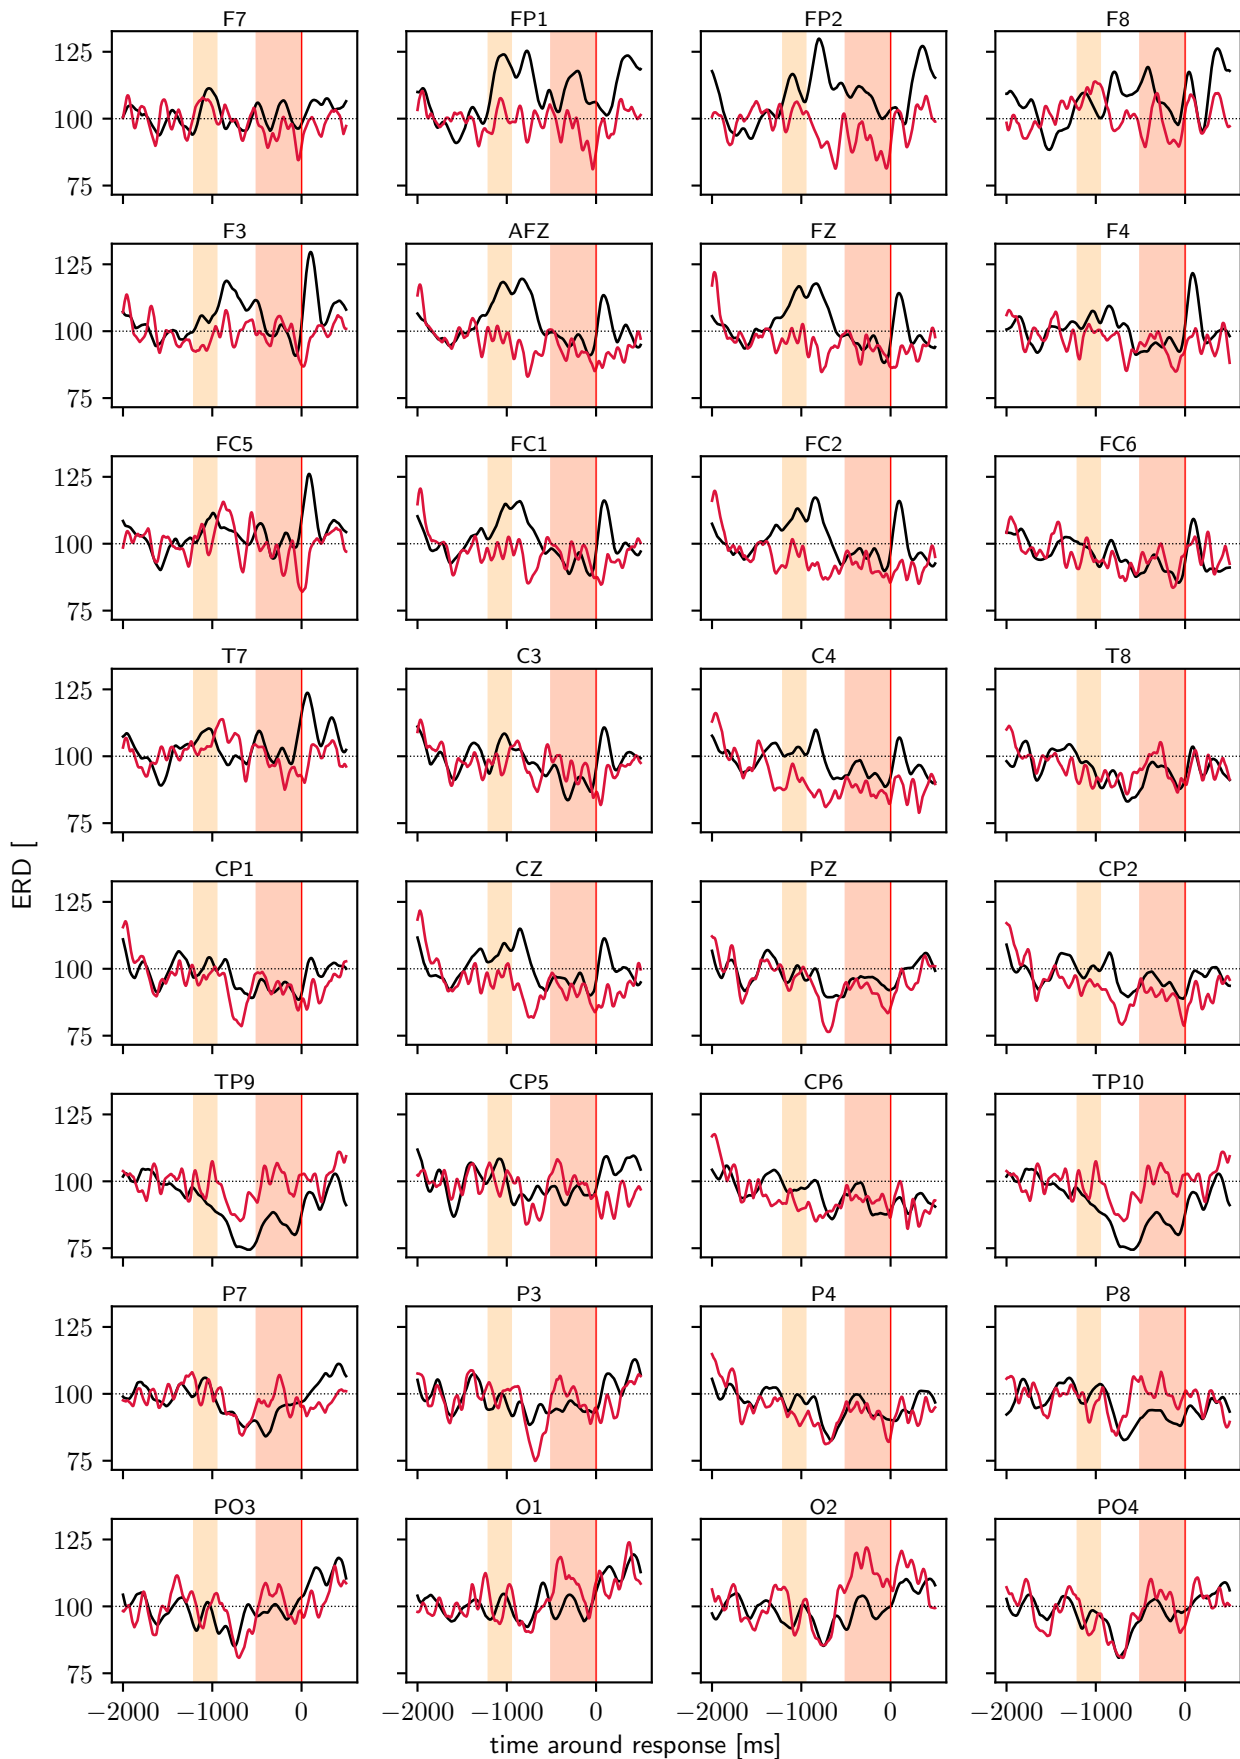 F7 FP1 FP2 F8
125
100
75
F3 AFZ FZ F4
125
100
75
FC5 FC1 FC2 FC6
125
100
75
T7 C3 C4 T8
125
100
75
CP1 CZ PZ CP2
125
100
75
TP9 CP5 CP6 TP10
125
100
75
P7 P3 P4 P8
125
100
75
PO3 O1 O2 PO4
125
100
75
−2000 −1000 0 −2000 −1000 0 −2000 −1000 0 −2000 −1000 0
time around response [ms]
ERD [